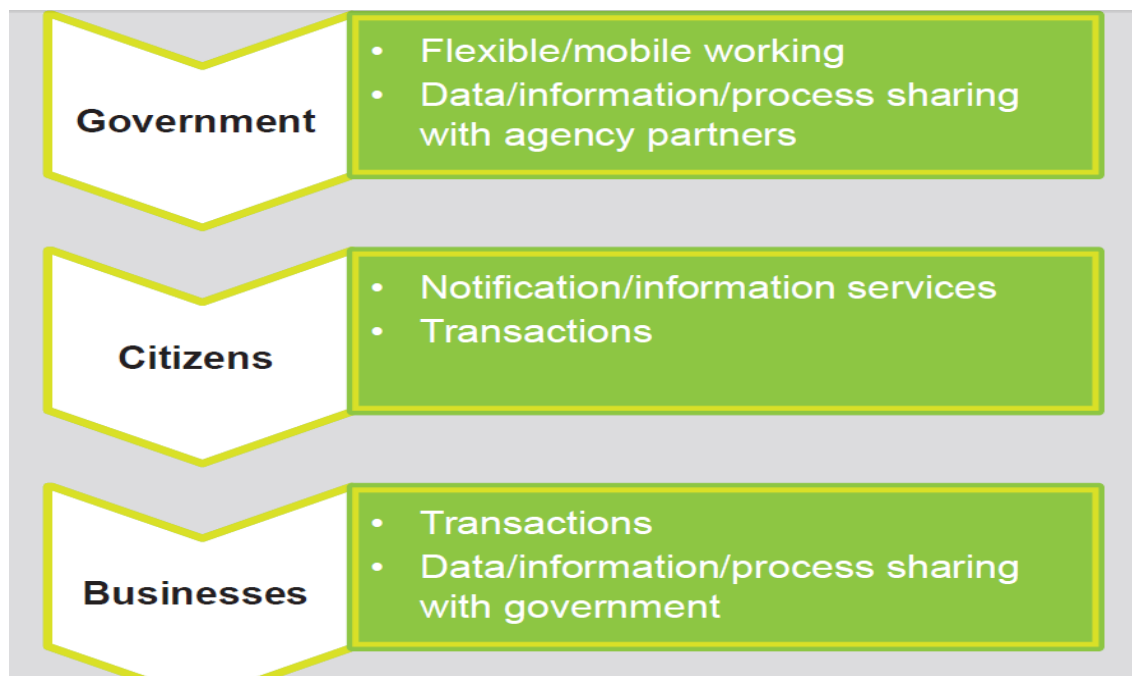 Government
• Flexible/mobile working
• Data/information/process sharing
with agency partners
Citizens
• Notification/information services
• Transactions
Businesses
• Transactions
• Data/information/process sharing
with government